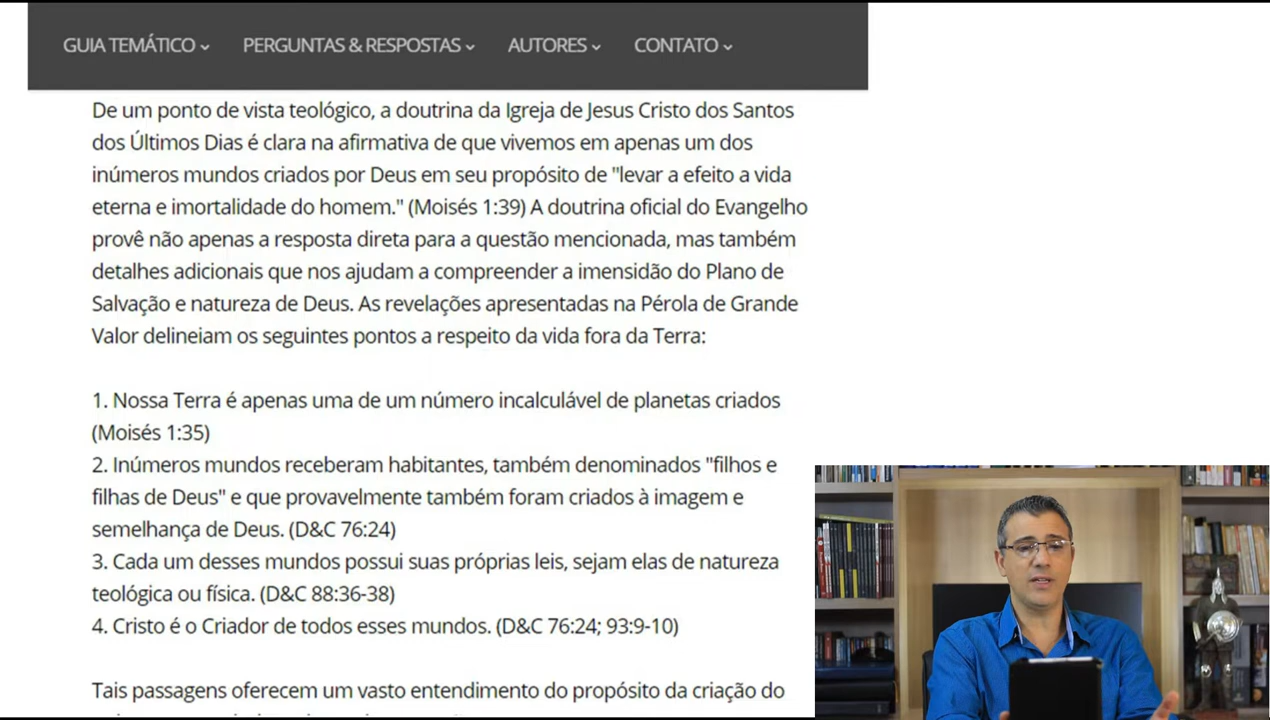 GUIA TEMÁTICO PERGUNTAS & RESPOSTAS AUTORES CONTATO
De um ponto de vista teológico, a doutrina da Igreja de Jesus Cristo dos Santos
dos Últimos Dias é clara na afirmativa de que vivemos em apenas um dos
inúmeros mundos criados por Deus em seu propósito de "levar a efeito a vida
eterna e imortalidade do homem." (Moisés 1:39) A doutrina oficial do Evangelho
provê não apenas a resposta direta para a questão mencionada, mas também
detalhes adicionais que nos ajudam a compreender a imensidão do Plano de
Salvação e natureza de Deus. As revelações apresentadas na Pérola de Grande
Valor delineiam os seguintes pontos a respeito da vida fora da Terra:
1. Nossa Terra é apenas uma de um número incalculável de planetas criados
(Moisés 1:35)
2. Inúmeros mundos receberam habitantes, também denominados "filhos e
filhas de Deus" e que provavelmente também foram criados à imagem e
semelhança de Deus. (D&C 76:24)
3. Cada um desses mundos possui suas próprias leis, sejam elas de natureza
teológica ou física. (D&C 88:36-38)
4. Cristo é o Criador de todos esses mundos. (D&C 76:24; 93:9-10)
Tais passagens oferecem um vasto entendimento do propósito da criação do